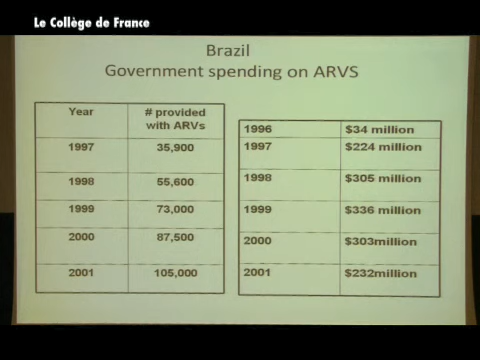 Le Collège de France
Brazil
Government spending on ARVS
Year # provided with ARVs
1997 35,900
1998 55,600
1999 73,000
2000 87,500
2001 105,000
1996 $34 million
1997 $224 million
1998 $305 million
1999 $336 million
2000 $303million
2001 $232million